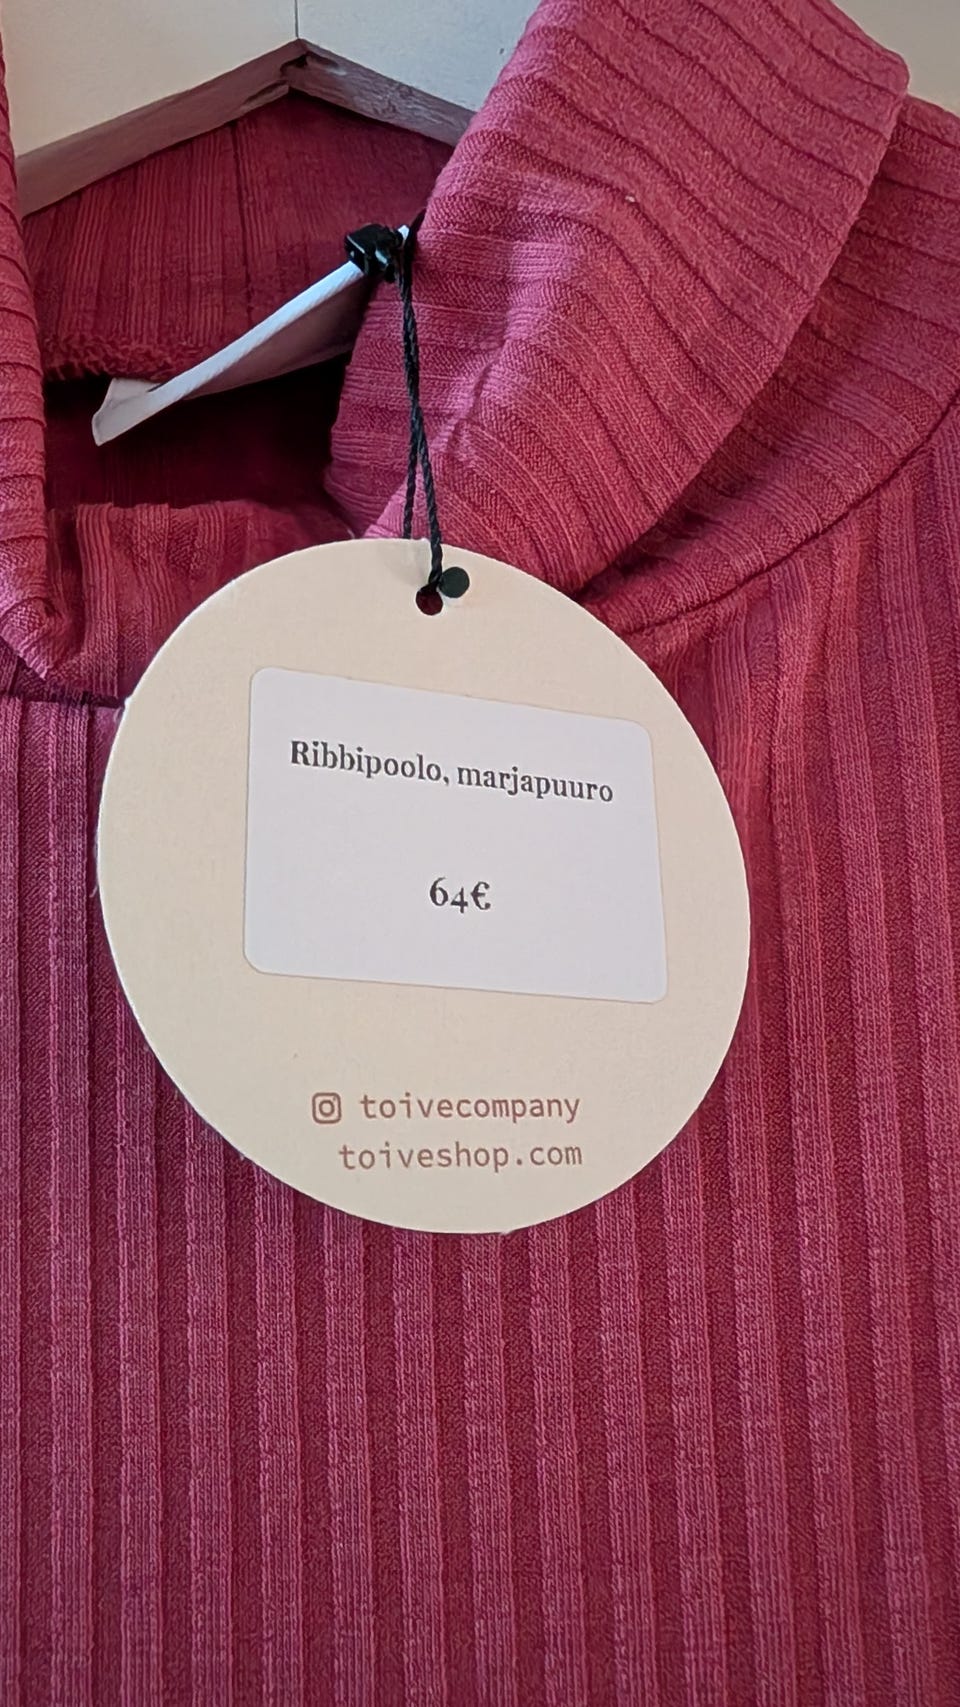 Ribbipoolo, marjapuuro
64€
toivecompany
toiveshop.com